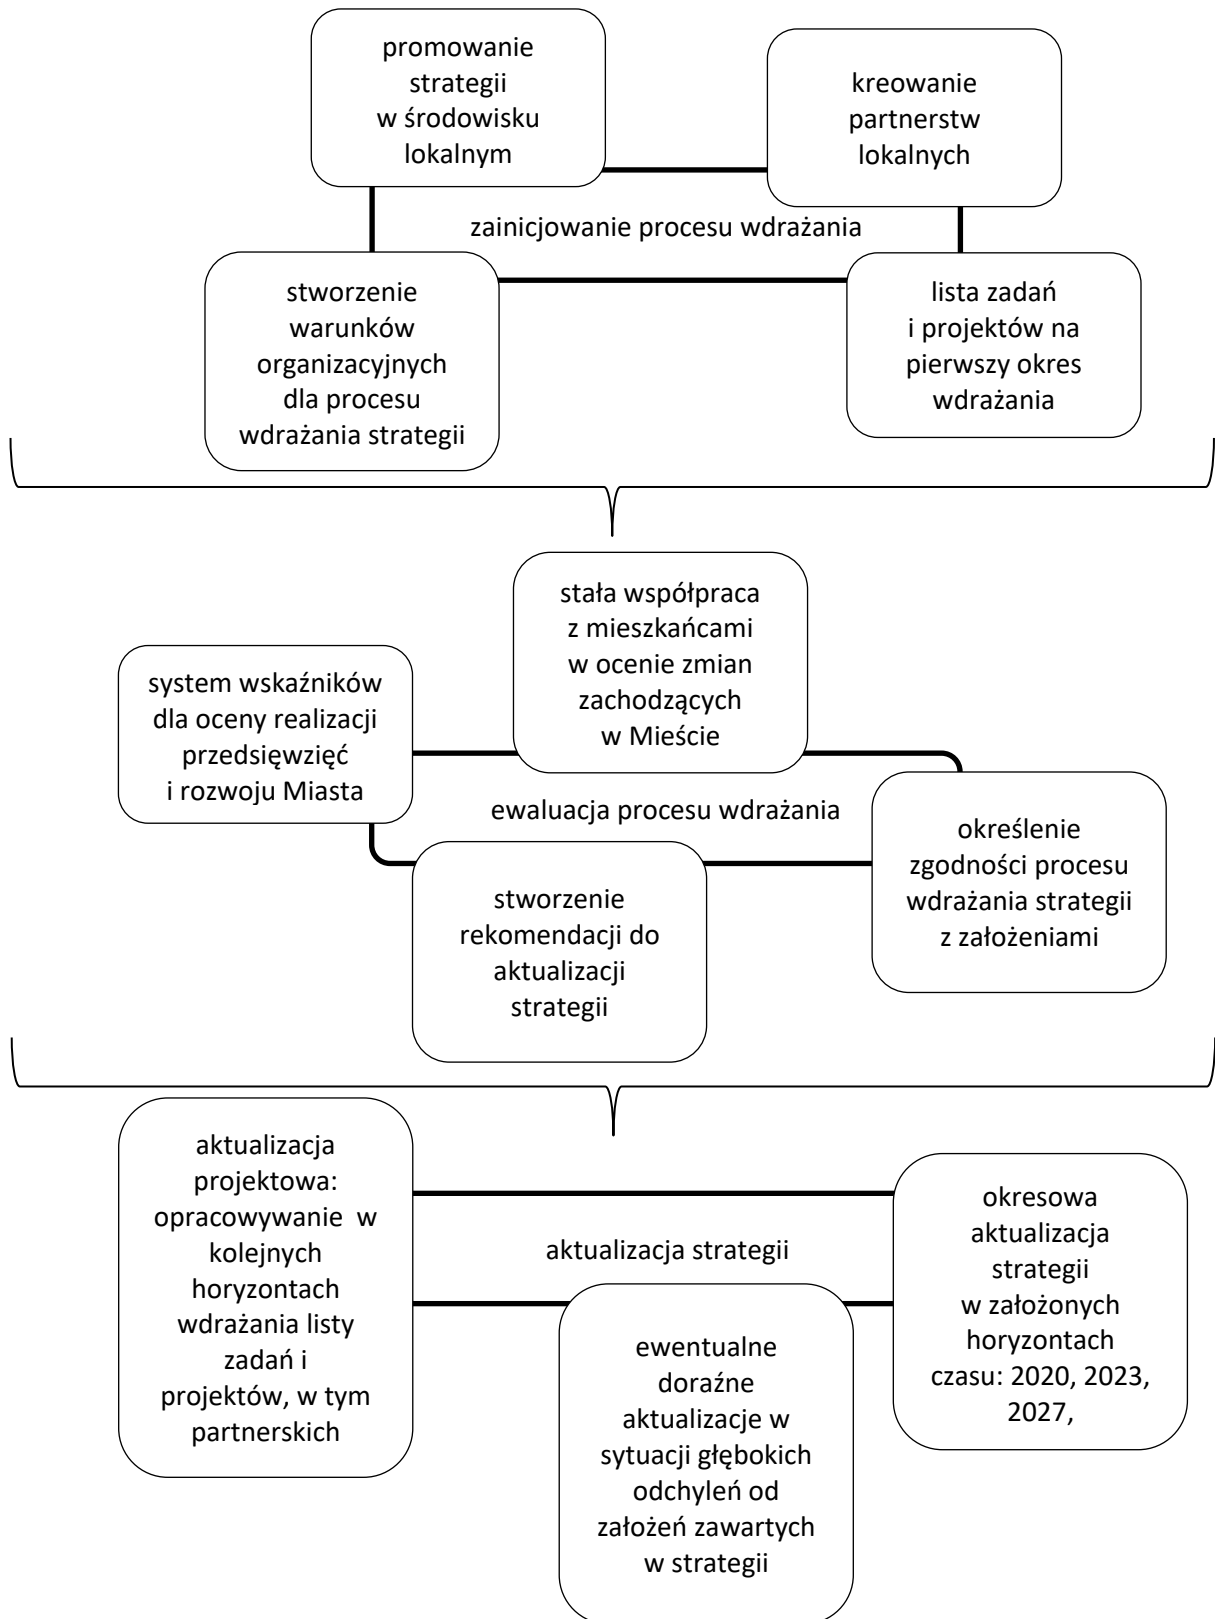 promowanie
strategii
w środowisku
lokalnym
kreowanie
partnerstw
lokalnych
zainicjowanie procesu wdrażania
stworzenie
warunków
organizacyjnych
dla procesu
wdrażania strategii
lista zadań
i projektów na
pierwszy okres
wdrażania
stała współpraca
z mieszkańcami
w ocenie zmian
zachodzących
w Mieście
system wskaźników
dla oceny realizacji
przedsięwzięć
i rozwoju Miasta
ewaluacja procesu wdrażania
określenie
zgodności procesu
wdrażania strategii
z założeniami
stworzenie
rekomendacji do
aktualizacji
strategii
aktualizacja
projektowa:
opracowywanie w
kolejnych
horyzontach
wdrażania listy
zadań i
projektów, w tym
partnerskich
aktualizacja strategii
okresowa
aktualizacja
strategii
w założonych
horyzontach
czasu: 2020, 2023,
2027,
ewentualne
doraźne
aktualizacje w
sytuacji głębokich
odchyleń od
założeń zawartych
w strategii